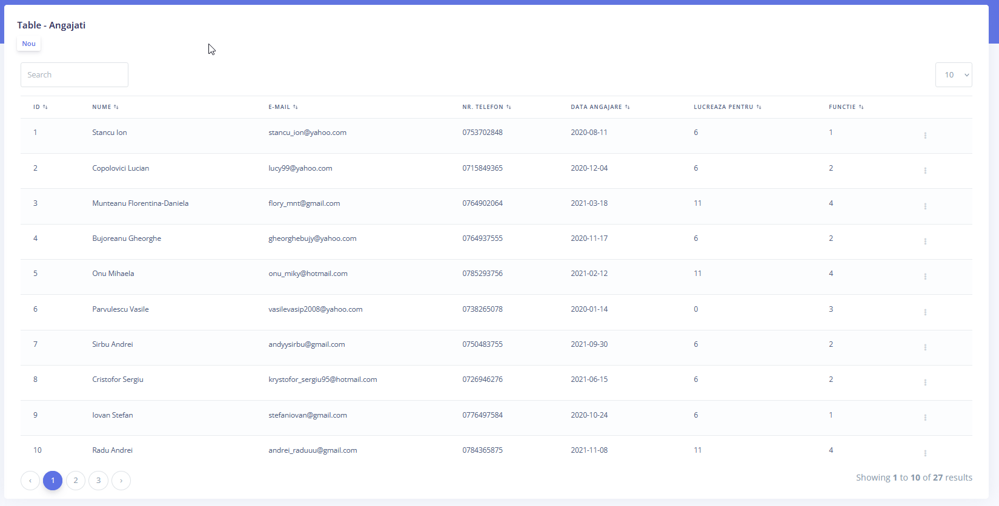 Table - Angajati
Nou
Search
10
ID NUME E-MAIL NR. TELEFON DATA ANGAJARE LUCREAZA PENTRU FUNCTIE
1 Stancu Ion stancu_ion@yahoo.com 0753702848 2020-08-11 6 1
2 Copolovici Lucian lucy99@yahoo.com 0715849365 2020-12-04 6 2
3 Munteanu Florentina-Daniela flory_mnt@gmail.com 0764902064 2021-03-18 11 4
4 Bujoreanu Gheorghe gheorghebujy@yahoo.com 0764937555 2020-11-17 6 2
5 Onu Mihaela onu_miky@hotmail.com 0785293756 2021-02-12 11 4
6 Parvulescu Vasile vasilevasip2008@yahoo.com 0738265078 2020-01-14 0 3
7 Sirbu Andrei andyysirbu@gmail.com 0750483755 2021-09-30 6 2
8 Cristofor Sergiu krystofor_sergiu95@hotmail.com 0726946276 2021-06-15 6 2
9 Iovan Stefan stefaniovan@gmail.com 0776497584 2020-10-24 6 1
10 Radu Andrei andrei_raduuu@gmail.com 0784365875 2021-11-08 11 4
‹ 1 2 3 › Showing 1 to 10 of 27 results